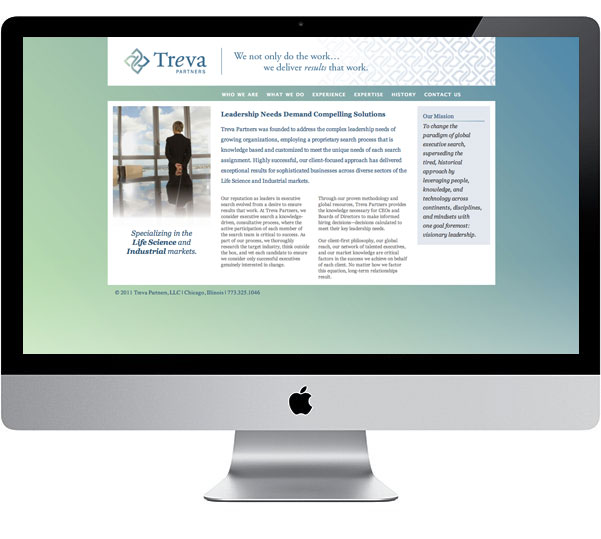 Treva
PARTNERS
We not only do the work…
we deliver results that work.
WHO WE ARE WHAT WE DO EXPERIENCE EXPERTISE HISTORY CONTACT US
Leadership Needs Demand Compelling Solutions
Treva Partners was founded to address the complex leadership needs of
growing organizations, employing a proprietary search process that is
knowledge based and customized to meet the unique needs of each search
assignment. Highly successful, our client-focused approach has delivered
exceptional results for sophisticated businesses across diverse sectors of the
Life Science and Industrial markets.
Our reputation as leaders in executive
search evolved from a desire to ensure
results that work. At Treva Partners, we
consider executive search a knowledge-
driven, consultative process, where the
active participation of each member of
the search team is critical to success. As
part of our process, we thoroughly
research the target industry, think outside
the box, and vet each candidate to ensure
we consider only successful executives
genuinely interested in change.
Through our proven methodology and
global resources, Treva Partners provides
the knowledge necessary for CEOs and
Boards of Directors to make informed
hiring decisions—decisions calculated to
meet their key leadership needs.
Our client-first philosophy, our global
reach, our network of talented executives,
and our market knowledge are critical
factors in the success we achieve on behalf
of each client. No matter how we factor
this equation, long-term relationships
result.
Our Mission
To change the
paradigm of global
executive search,
superseding the
tired, historical
approach by
leveraging people,
knowledge, and
technology across
continents, disciplines,
and mindsets with
one goal foremost:
visionary leadership.
Specializing in the
Life Science and
Industrial markets.
© 2011 Treva Partners, LLC | Chicago, Illinois | 773.325.1046